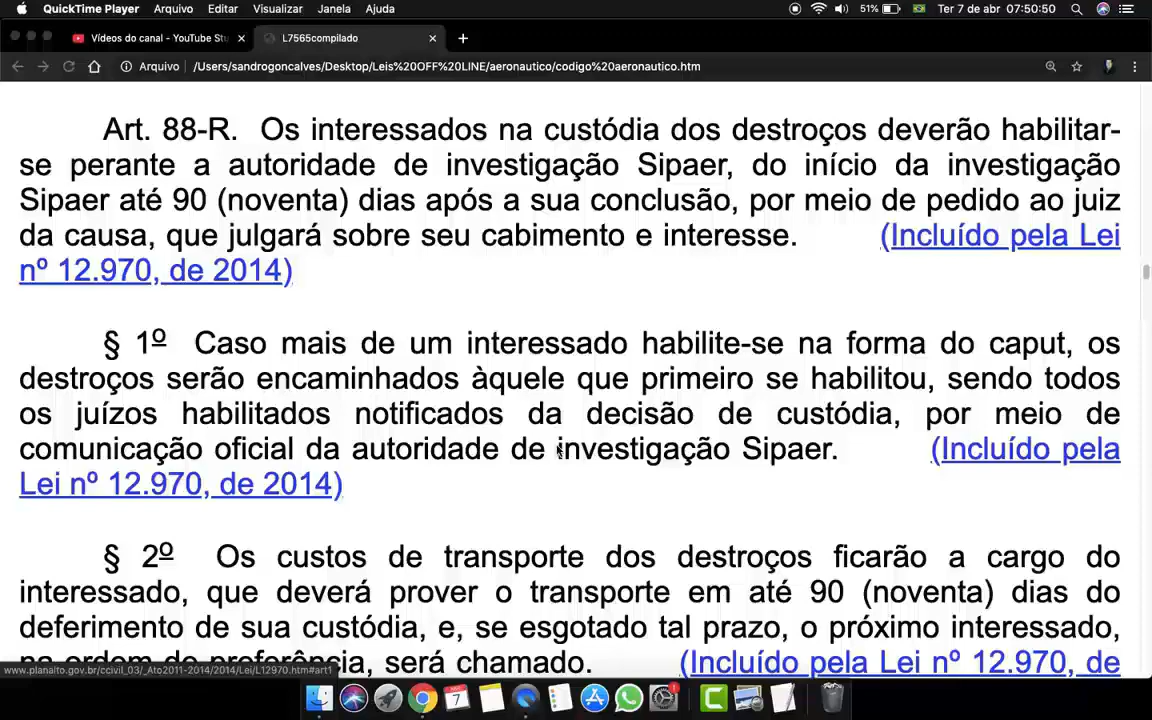 QuickTime Player Arquivo Editar Visualizar Janela Ajuda 51% Ter 7 de abr 07:50:50
Vídeos do canal - YouTube Stu L7565compilado
Arquivo /Users/sandrogoncalves/Desktop/Leis%20OFF%20LINE/aeronautico/codigo%20aeronautico.htm
Art. 88-R. Os interessados na custódia dos destroços deverão habilitar-
se perante a autoridade de investigação Sipaer, do início da investigação
Sipaer até 90 (noventa) dias após a sua conclusão, por meio de pedido ao juiz
da causa, que julgará sobre seu cabimento e interesse. (Incluído pela Lei
nº 12.970, de 2014)
§ 1º Caso mais de um interessado habilite-se na forma do caput, os
destroços serão encaminhados àquele que primeiro se habilitou, sendo todos
os juízos habilitados notificados da decisão de custódia, por meio de
comunicação oficial da autoridade de investigação Sipaer. (Incluído pela
Lei nº 12.970, de 2014)
§ 2º Os custos de transporte dos destroços ficarão a cargo do
interessado, que deverá prover o transporte em até 90 (noventa) dias do
deferimento de sua custódia, e, se esgotado tal prazo, o próximo interessado,
na ordem de preferência, será chamado. (Incluído pela Lei nº 12.970, de
www.planalto.gov.br/ccivil_03/_Ato2011-2014/2014/Lei/L12970.htm#art1